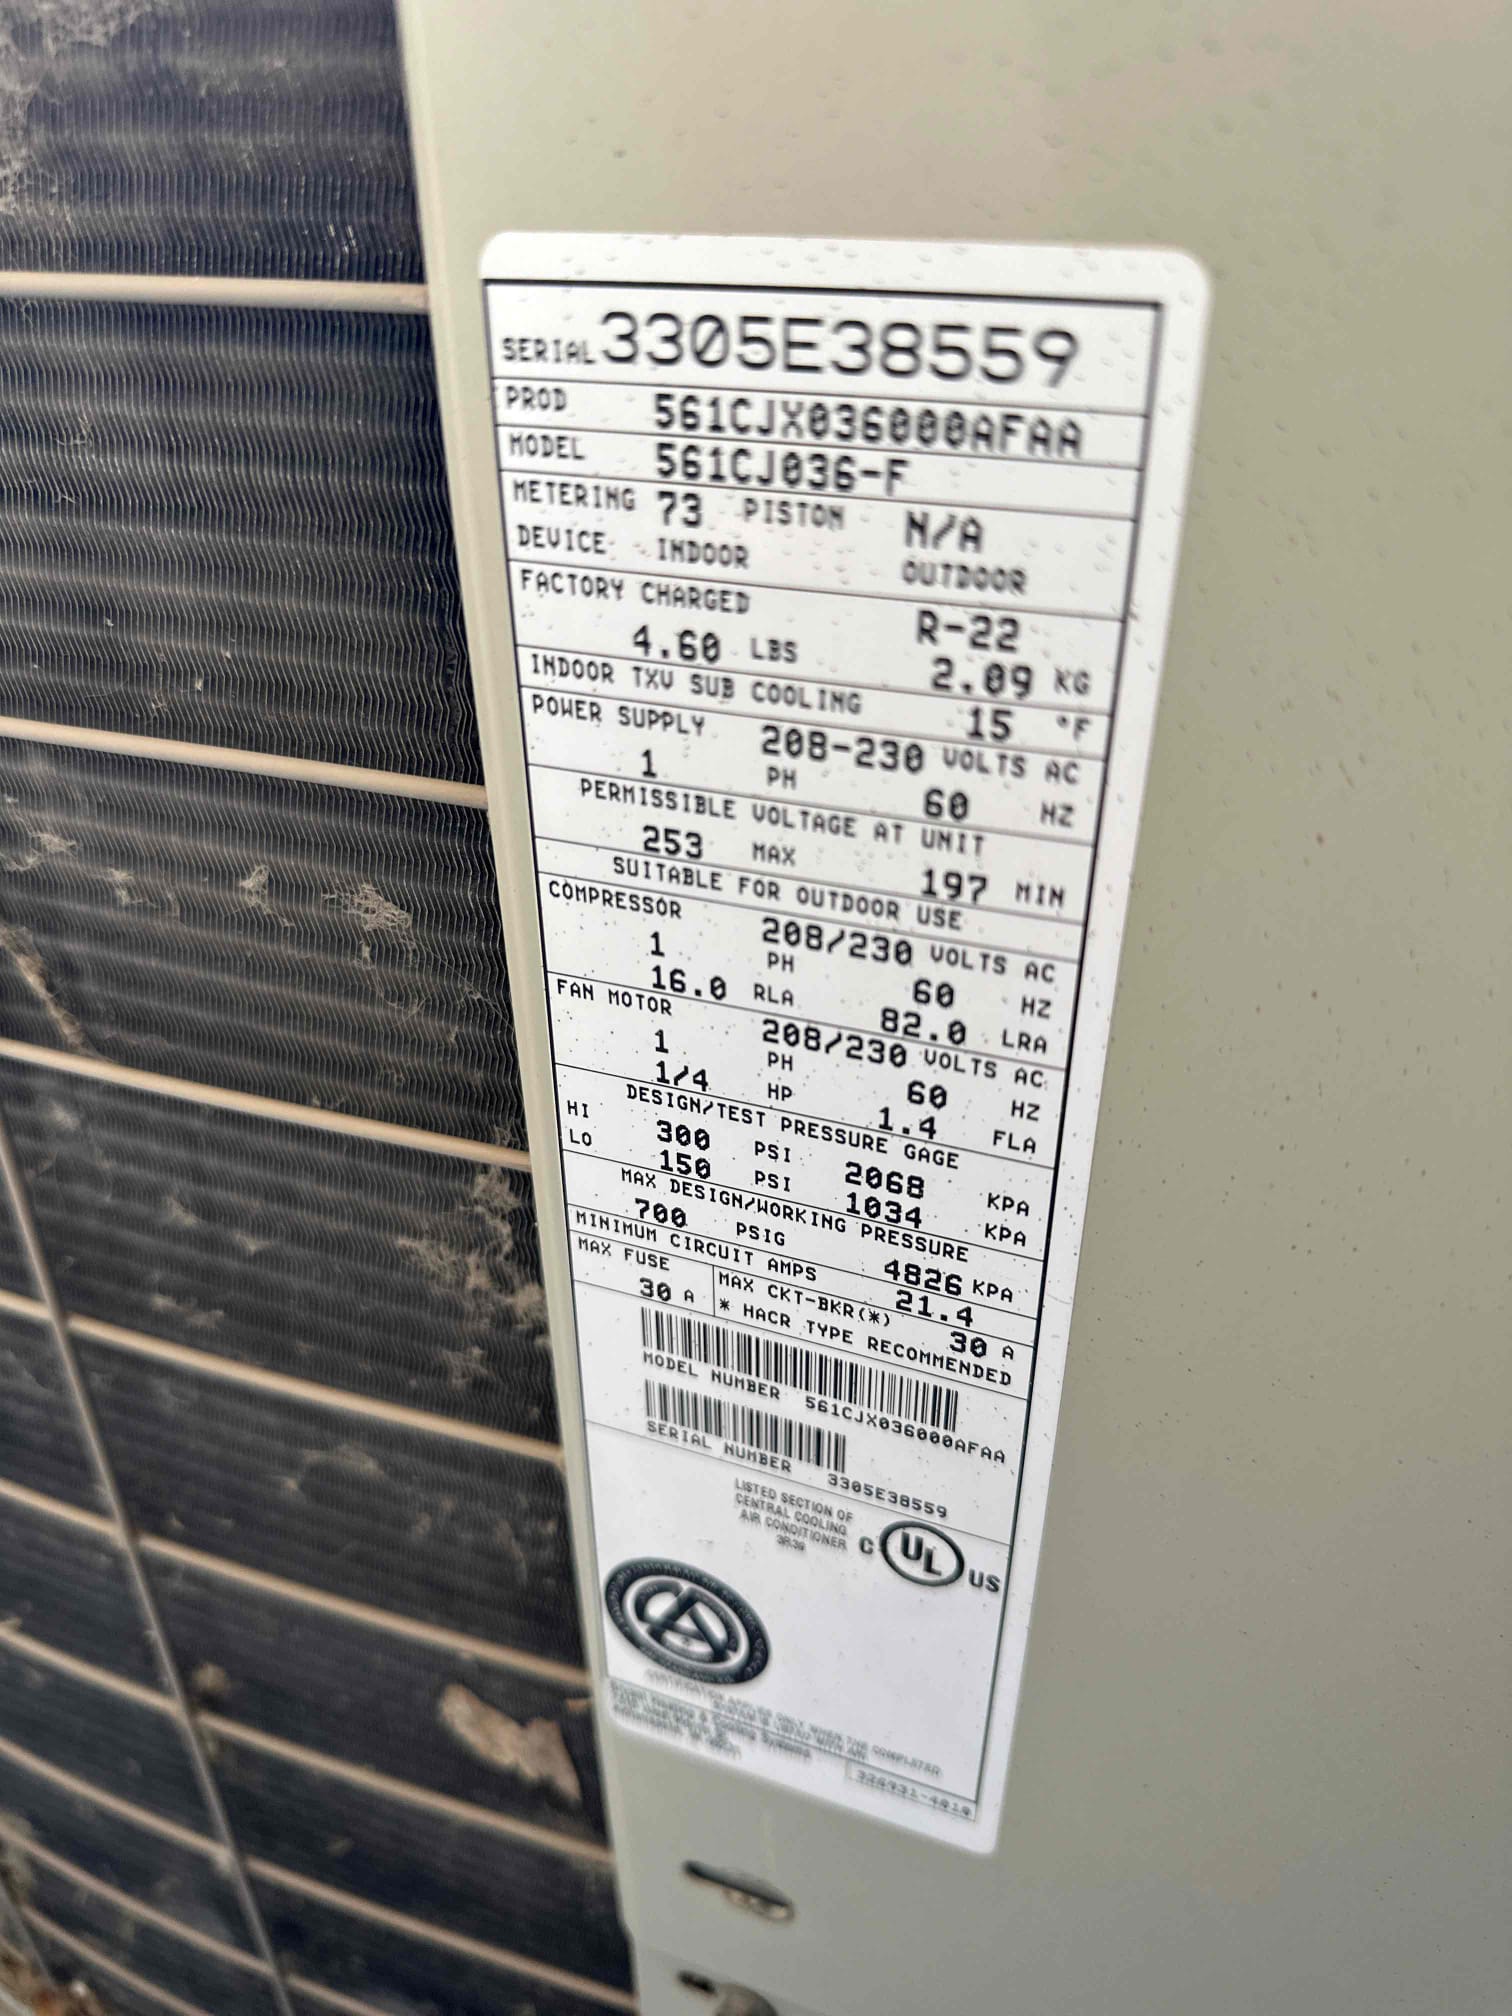 SERIAL 3305E38559
PROD 561CJX036000AFAA
MODEL 561CJ036-F
METERING 73 PISTON N/A
DEVICE INDOOR OUTDOOR
FACTORY CHARGED R-22
4.60 LBS 2.09 KG
INDOOR TXV SUB COOLING 15 °F
POWER SUPPLY 208-230 VOLTS AC
1 PH 60 HZ
PERMISSIBLE VOLTAGE AT UNIT
253 MAX 197 MIN
SUITABLE FOR OUTDOOR USE
COMPRESSOR 208/230 VOLTS AC
1 PH 60 HZ
16.0 RLA 82.0 LRA
FAN MOTOR 208/230 VOLTS AC
1 PH 60 HZ
1/4 HP 1.4 FLA
DESIGN/TEST PRESSURE GAGE
HI 300 PSI 2068 KPA
LO 150 PSI 1034 KPA
MAX DESIGN/WORKING PRESSURE
700 PSIG 4826 KPA
MINIMUM CIRCUIT AMPS 21.4
MAX FUSE MAX CKT-BKR(*)
30 A 30 A
* HACR TYPE RECOMMENDED
MODEL NUMBER 561CJX036000AFAA
SERIAL NUMBER 3305E38559
LISTED SECTION OF
CENTRAL COOLING
AIR CONDITIONER
3R39
C UL US